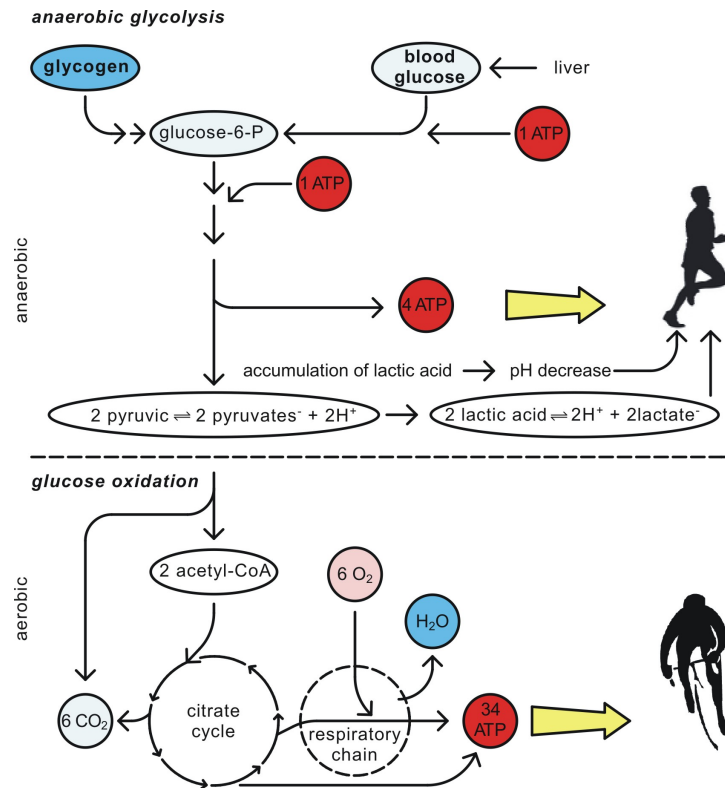 anaerobic glycolysis
glycogen
blood
glucose
liver
glucose-6-P
1 ATP
1 ATP
anaerobic
4 ATP
accumulation of lactic acid
pH decrease
2 pyruvic ⇌ 2 pyruvates⁻ + 2H⁺
2 lactic acid ⇌ 2H⁺ + 2lactate⁻
glucose oxidation
aerobic
2 acetyl-CoA
6 O₂
H₂O
6 CO₂
citrate
cycle
respiratory
chain
34
ATP